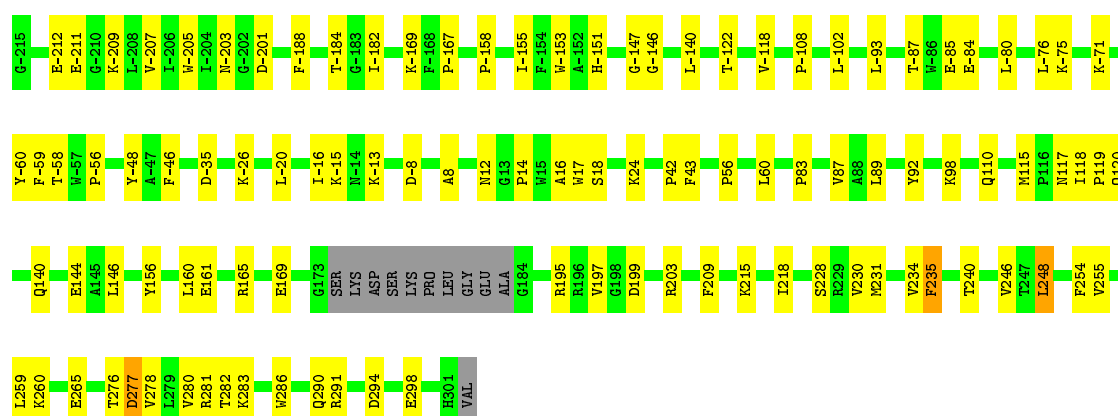 G-215 E-212 E-211 G-210 K-209 L-208 V-207 I-206 W-205 I-204 N-203 G-202 D-201 F-188 T-184 G-183 I-182 K-169 F-168 P-167 P-158 I-155 F-154 W-153 A-152 H-151 G-147 G-146 L-140 T-122 V-118 P-108 L-102 L-93 T-87 W-86 E-85 E-84 L-80 L-76 K-75 K-71
Y-60 F-59 T-58 W-57 P-56 Y-48 A-47 F-46 D-35 K-26 L-20 I-16 K-15 N-14 K-13 D-8 A8 N12 G13 P14 W15 A16 W17 S18 K24 P42 F43 P56 L60 P83 V87 A88 L89 Y92 K98 Q110 M115 P116 N117 I118 P119 Q120
Q140 E144 A145 L146 Y156 L160 E161 R165 E169 G173 SER LYS ASP SER LYS PRO LEU GLY GLU ALA G184 R195 R196 V197 G198 D199 R203 F209 K215 I218 S228 R229 V230 M231 V234 F235 T240 V246 T247 L248 F254 V255
L259 K260 E265 T276 D277 V278 L279 V280 R281 T282 K283 W286 Q290 R291 D294 E298 H301 VAL